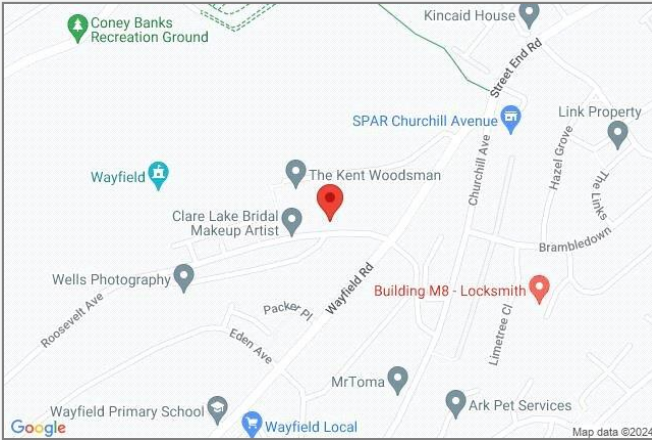 Coney Banks
Recreation Ground
Kincaid House
Street End Rd
SPAR Churchill Avenue
Link Property
Hazel Grove
Churchill Ave
The Links
Wayfield
The Kent Woodsman
Clare Lake Bridal
Makeup Artist
Brambledown
Wells Photography
Wayfield Rd
Building M8 - Locksmith
Packer Pl
Roosevelt Ave
Eden Ave
Limetree Cl
MrToma
Wayfield Primary School
Ark Pet Services
Google
Wayfield Local
Map data ©2024